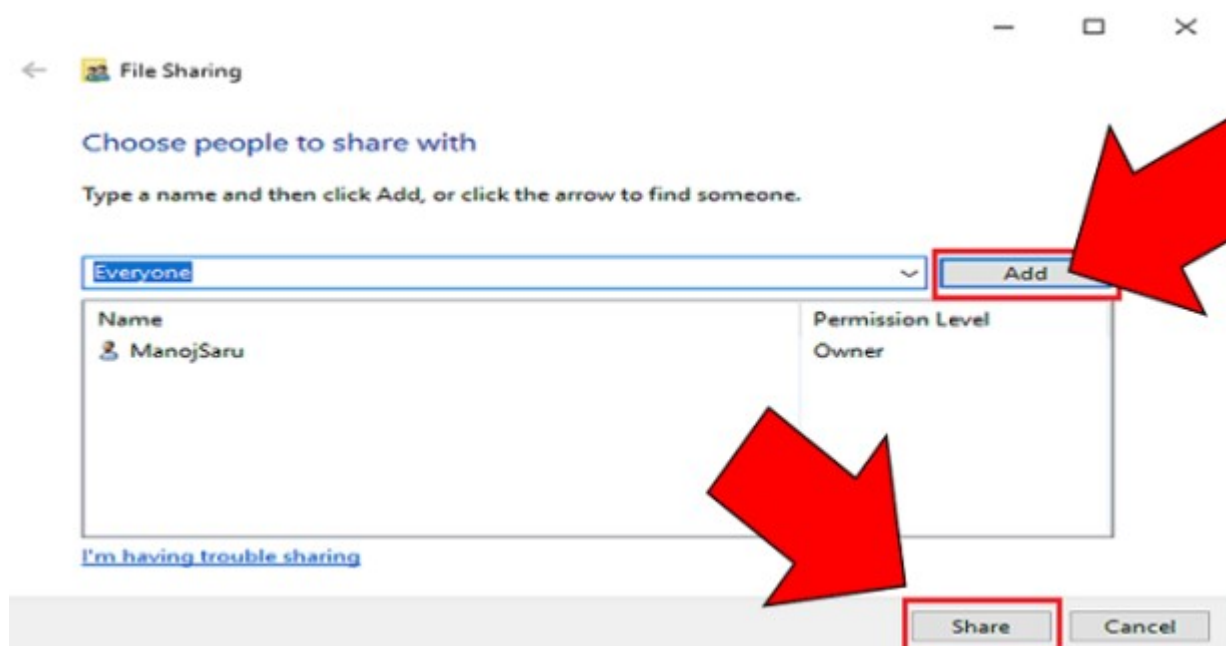 File Sharing
Choose people to share with
Type a name and then click Add, or click the arrow to find someone.
Everyone
Add
Name Permission Level
ManojSaru Owner
I'm having trouble sharing
Share Cancel